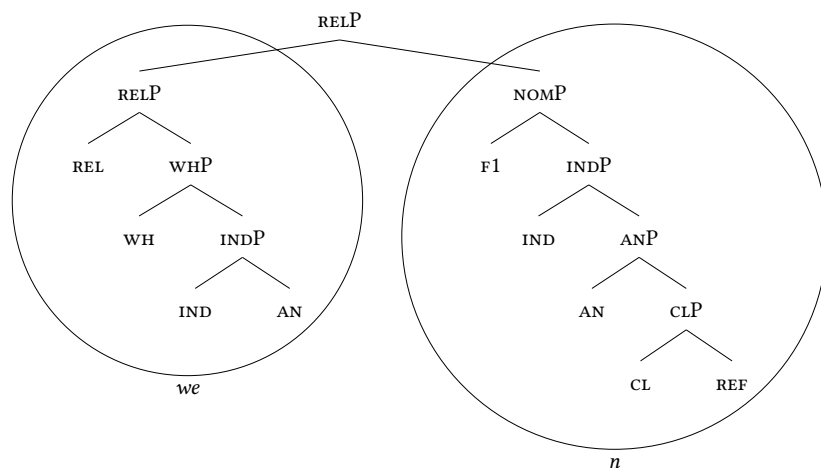 RELP
RELP NOMP
REL WHP F1 INDP
WH INDP IND ANP
IND AN AN CLP
we CL REF
n